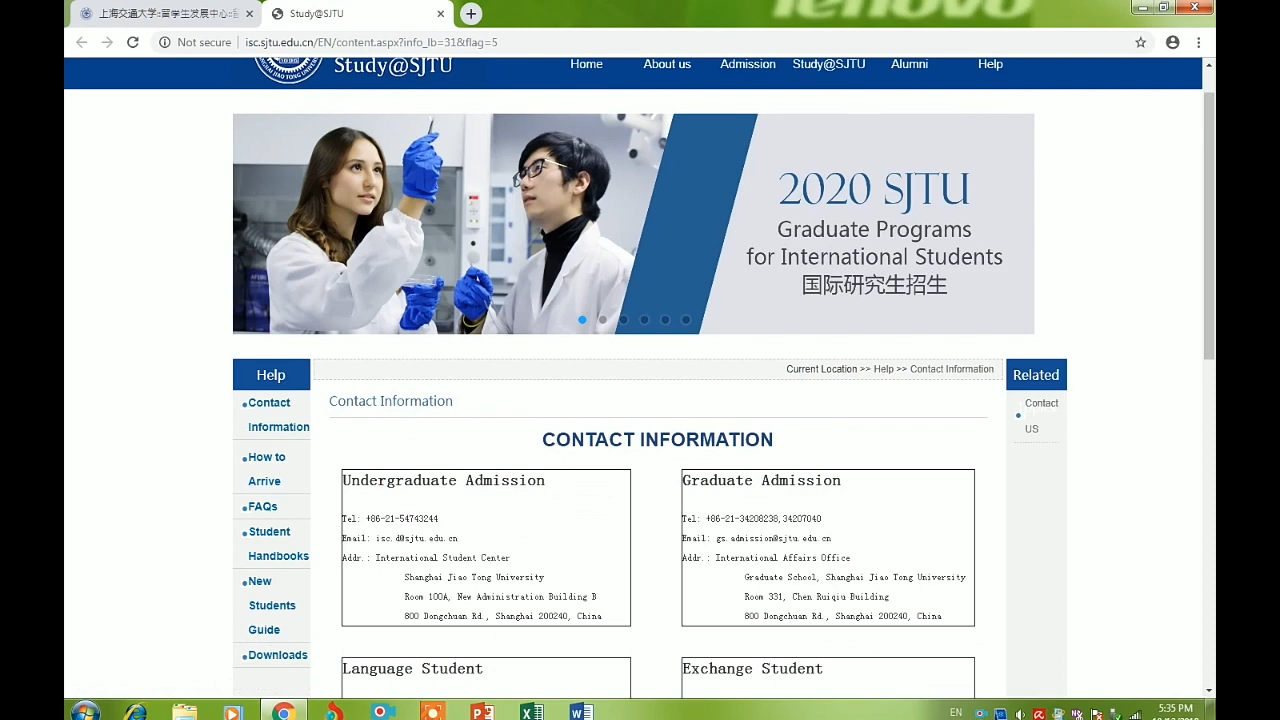 lenovo
上海交通大学::留学生发展中心::
Study@SJTU
Not secure
isc.sjtu.edu.cn/EN/content.aspx?info_lb=31&flag=5
Study@SJTU
Home
About us
Admission
Study@SJTU
Alumni
Help
2020 SJTU
Graduate Programs
for International Students
国际研究生招生
Help
Contact
Information
How to
Arrive
FAQs
Student
Handbooks
New
Students
Guide
Downloads
Current Location >> Help >> Contact Information
Contact Information
CONTACT INFORMATION
Undergraduate Admission
Tel: +86-21-54743244
Email: isc.d@sjtu.edu.cn
Addr.: International Student Center
Shanghai Jiao Tong University
Room 100A, New Administration Building B
800 Dongchuan Rd., Shanghai 200240, China
Graduate Admission
Tel: +86-21-34208238,34207040
Email: gs.admission@sjtu.edu.cn
Addr.: International Affairs Office
Graduate School, Shanghai Jiao Tong University
Room 331, Chen Ruiqiu Building
800 Dongchuan Rd., Shanghai 200240, China
Language Student
Exchange Student
Related
Contact
US
EN
5:35 PM